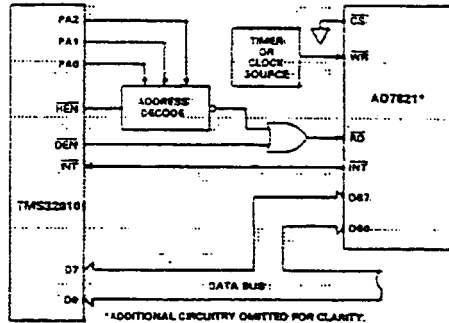 PA2
PA1
PA0
MEN
DEN
INT
TMS32010
D7
D0
ADDRESS
DECODE
TIMER
OR
CLOCK
SOURCE
CS
WR
AD7821*
RD
INT
DB7
DB0
DATA BUS
*ADDITIONAL CIRCUITRY OMITTED FOR CLARITY.